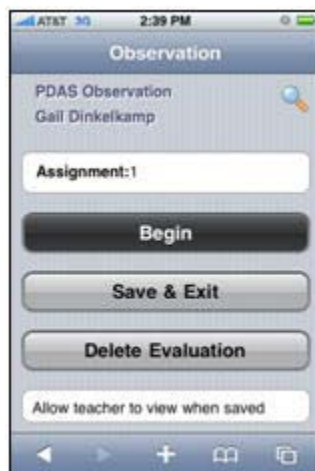 AT&T 3G 2:39 PM
Observation
PDAS Observation
Gail Dinkelkamp
Assignment:1
Begin
Save & Exit
Delete Evaluation
Allow teacher to view when saved